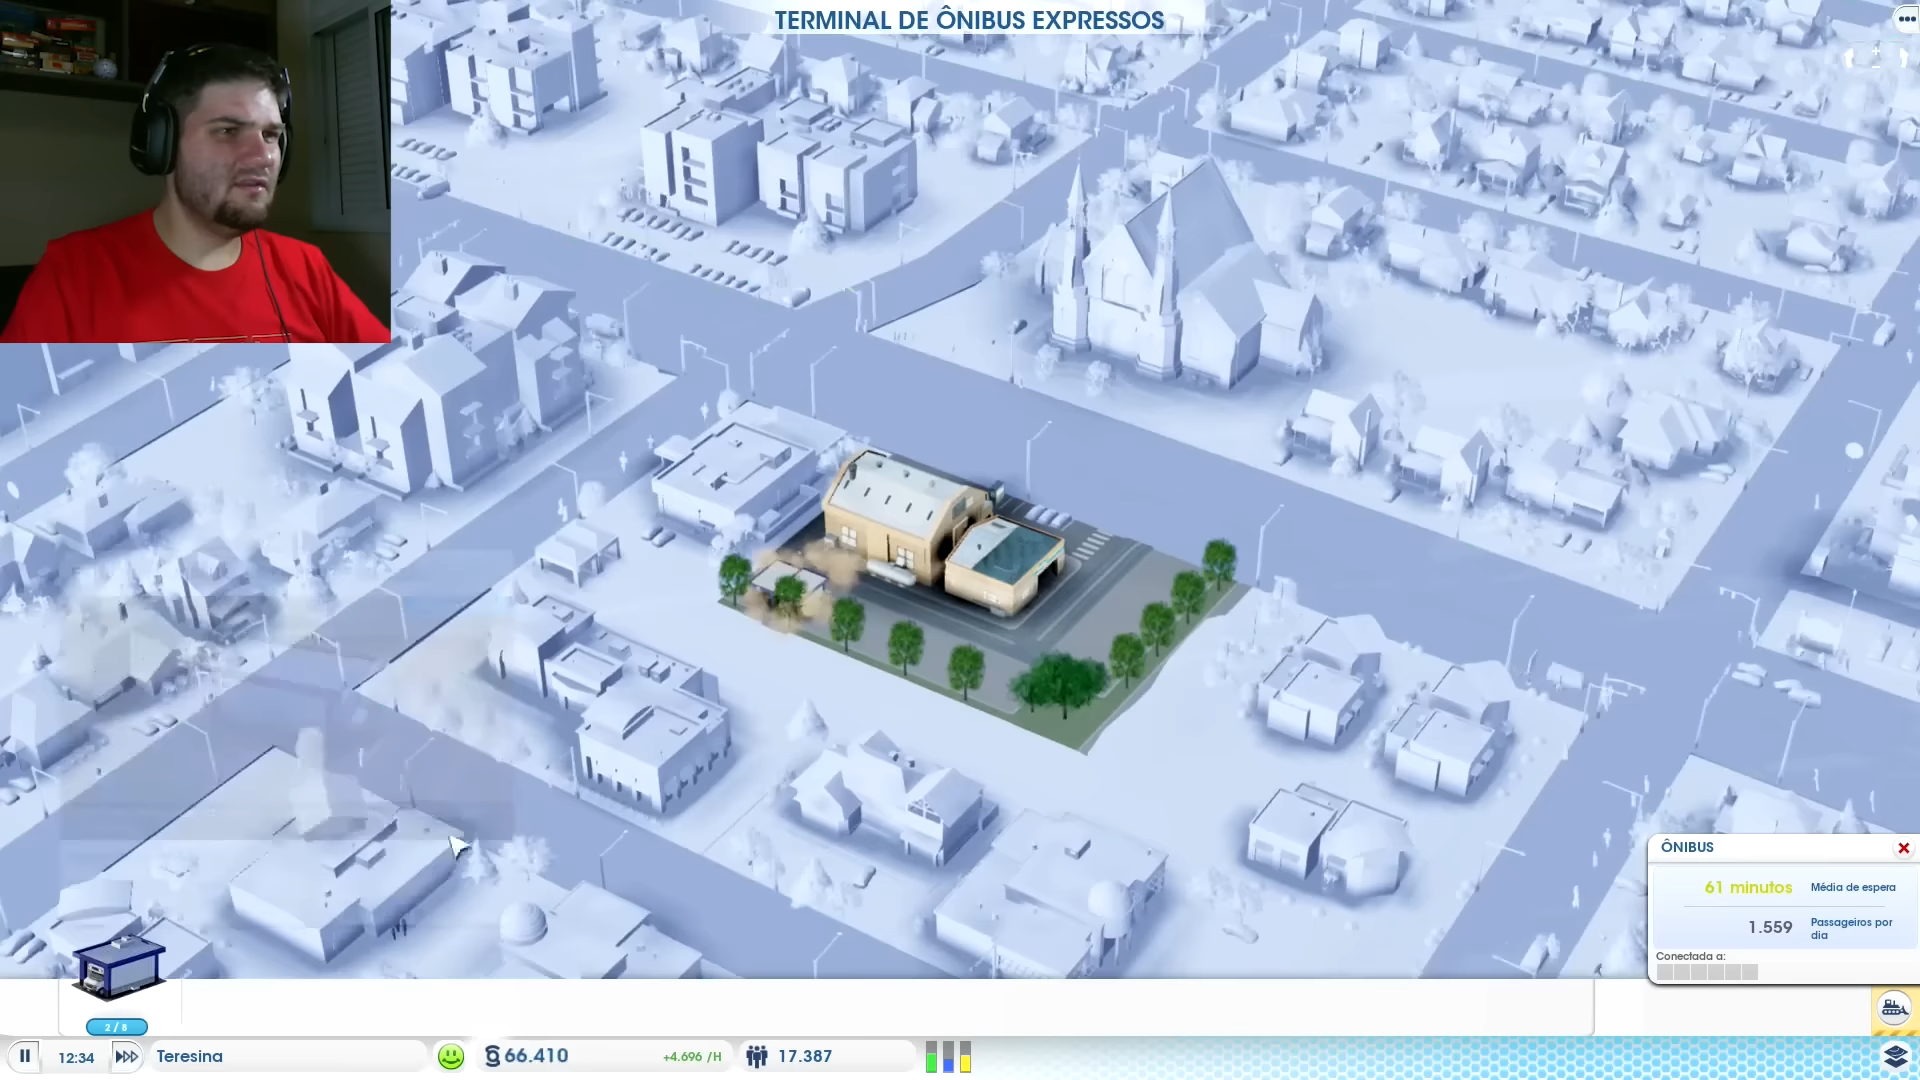 TERMINAL DE ÔNIBUS EXPRESSOS
ÔNIBUS
61 minutos
Média de espera
1.559
Passageiros por
dia
Conectada a:
2 / 8
12:34
Teresina
66.410
+4.696 /H
17.387